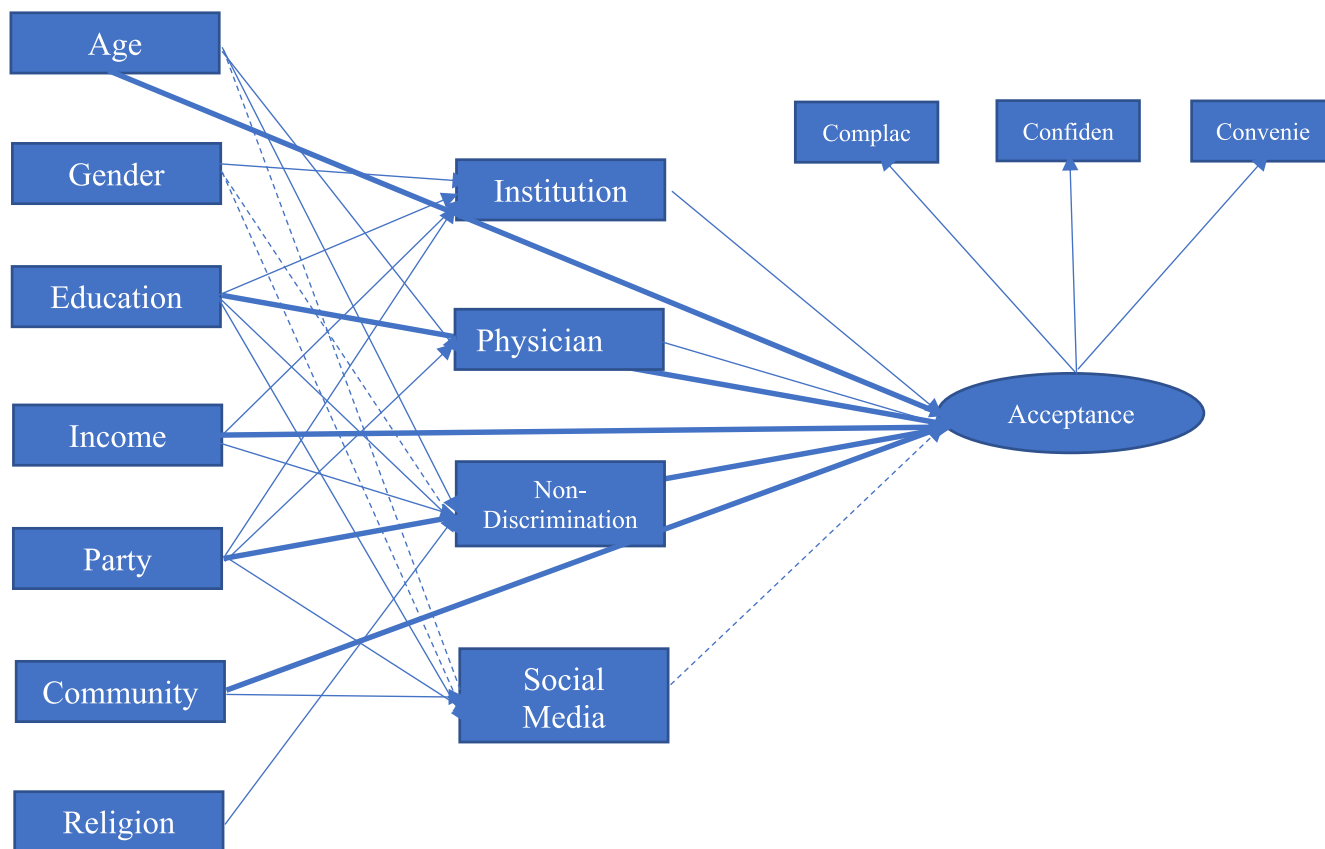 Age
Gender
Education
Income
Party
Community
Religion
Institution
Physician
Non-
Discrimination
Social
Media
Complac
Confiden
Convenie
Acceptance